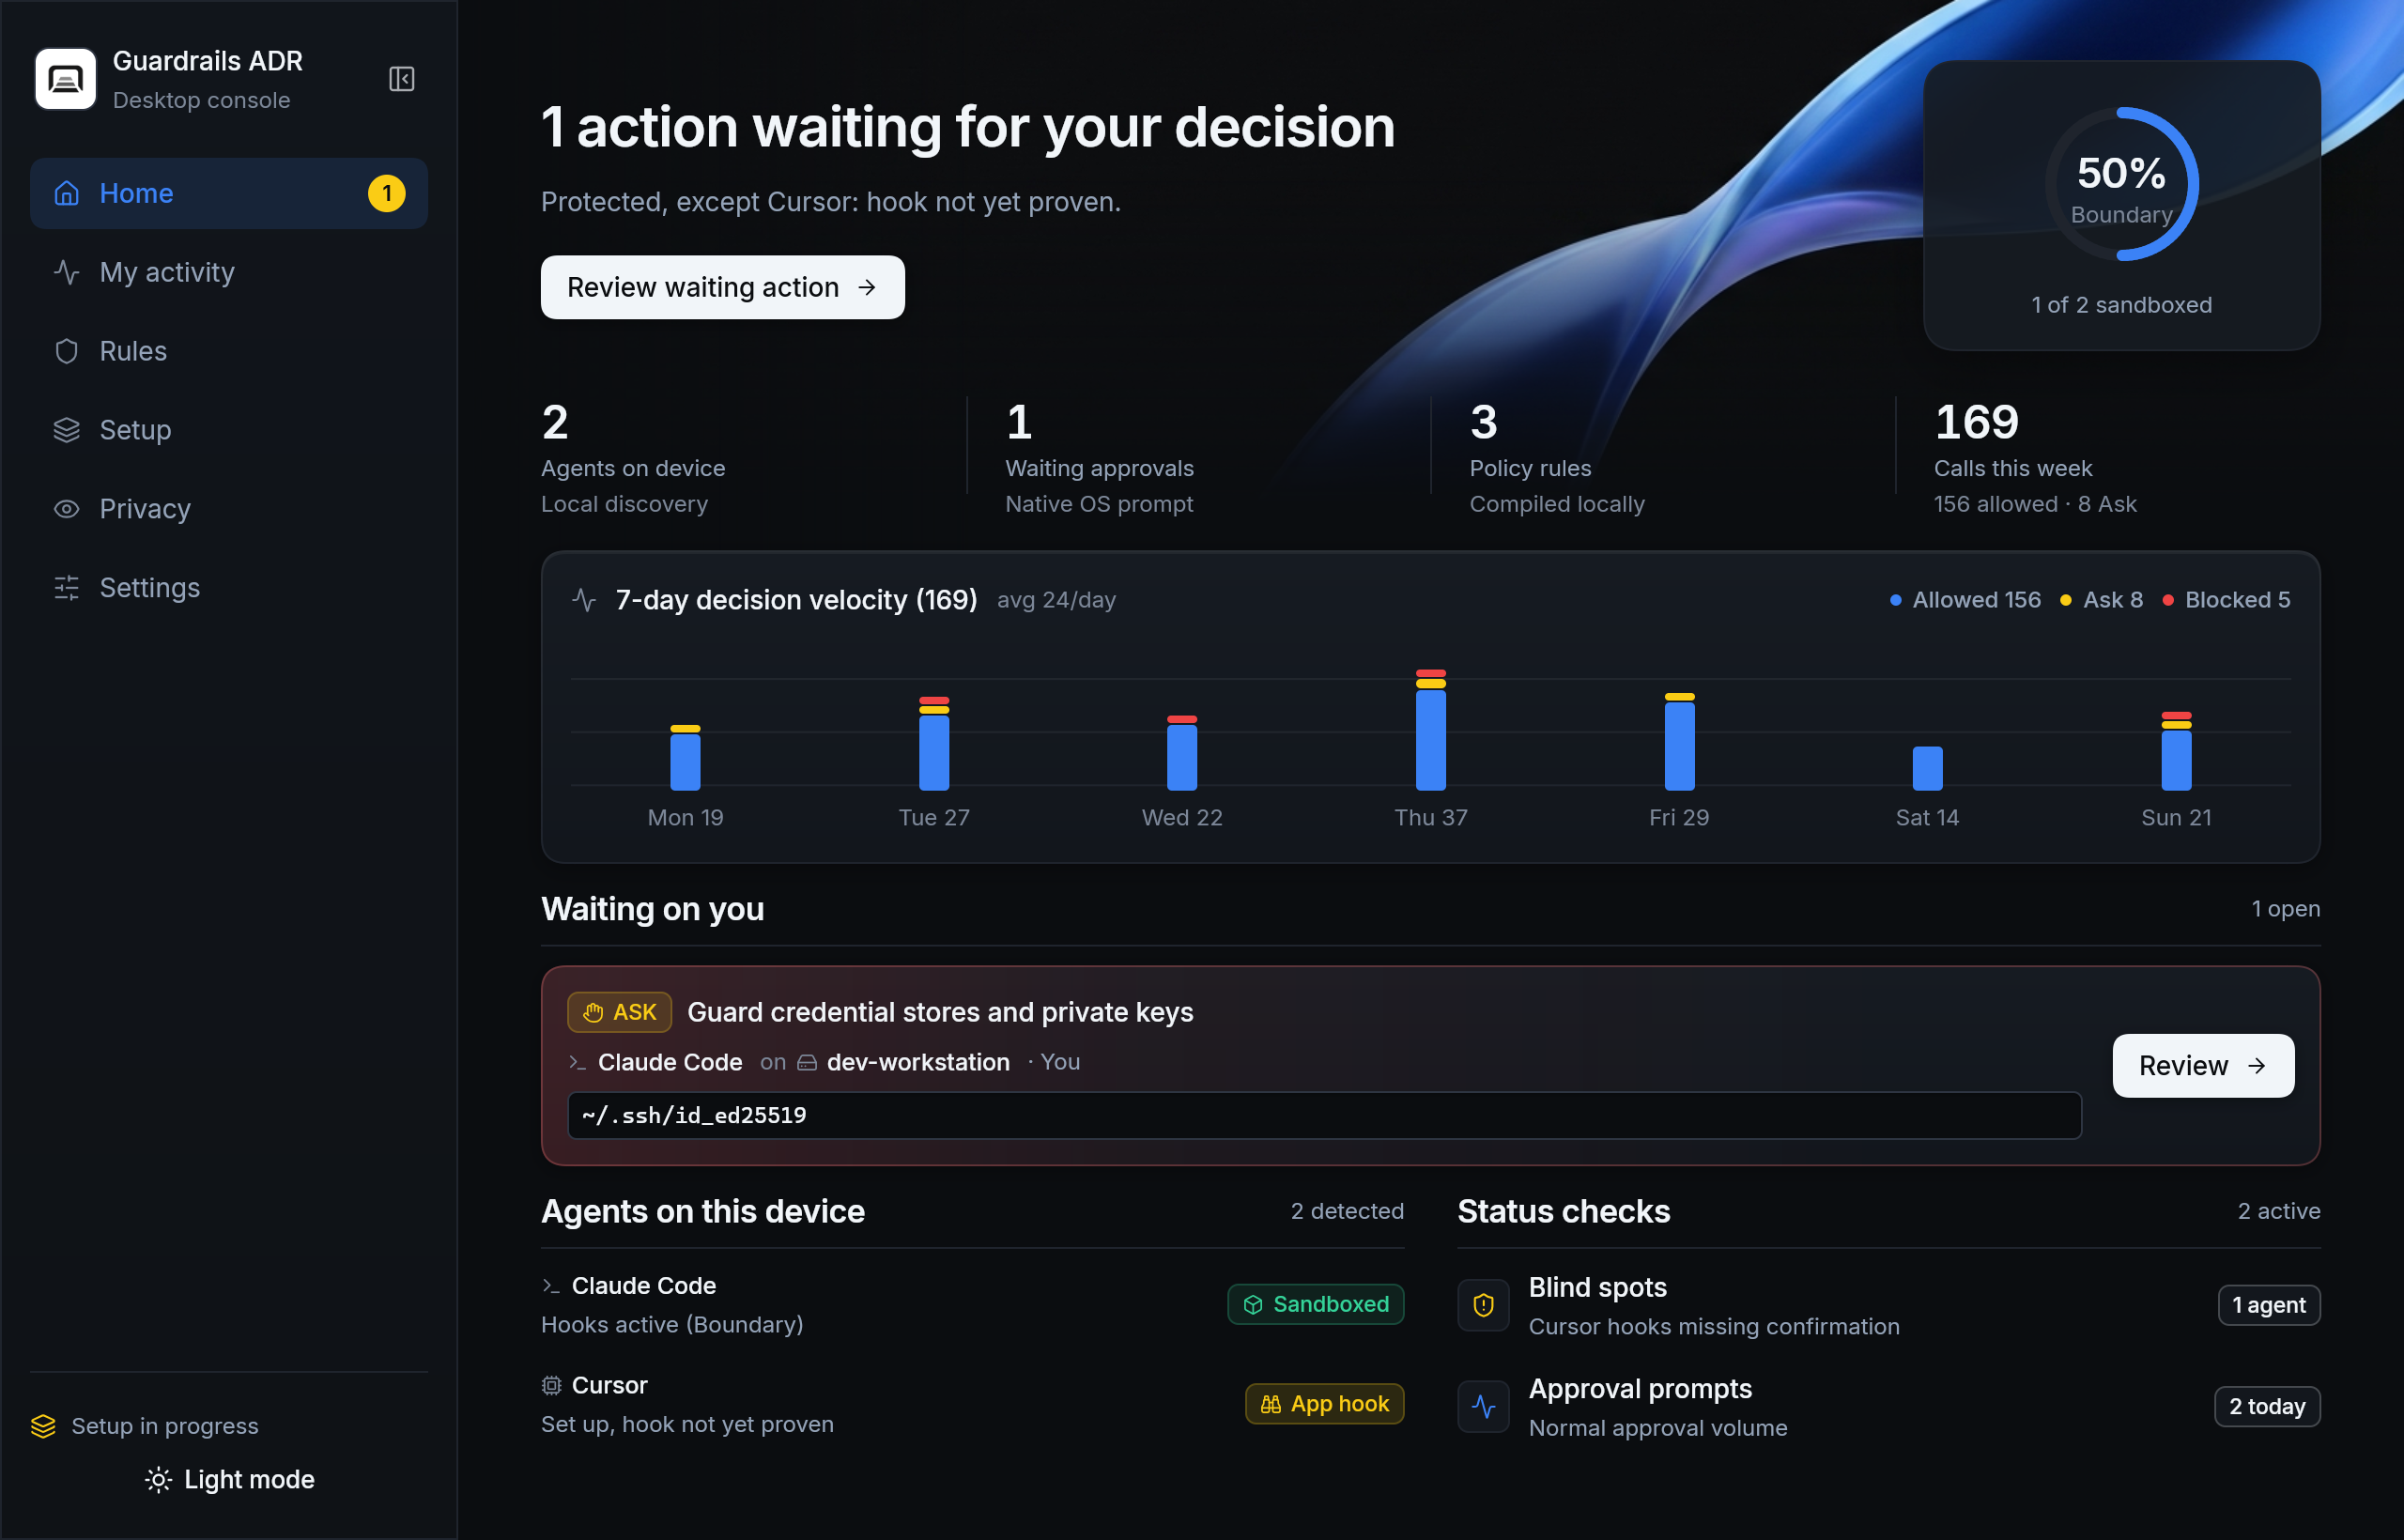 Guardrails ADR
Desktop console
Home 1
My activity
Rules
Setup
Privacy
Settings
Setup in progress
Light mode
1 action waiting for your decision
Protected, except Cursor: hook not yet proven.
Review waiting action
50%
Boundary
1 of 2 sandboxed
2
Agents on device
Local discovery
1
Waiting approvals
Native OS prompt
3
Policy rules
Compiled locally
169
Calls this week
156 allowed · 8 Ask
7-day decision velocity (169) avg 24/day
Allowed 156 Ask 8 Blocked 5
Mon 19 Tue 27 Wed 22 Thu 37 Fri 29 Sat 14 Sun 21
Waiting on you 1 open
ASK Guard credential stores and private keys
Claude Code on dev-workstation · You
~/.ssh/id_ed25519
Review
Agents on this device 2 detected
Claude Code
Hooks active (Boundary)
Sandboxed
Cursor
Set up, hook not yet proven
App hook
Status checks 2 active
Blind spots
Cursor hooks missing confirmation
1 agent
Approval prompts
Normal approval volume
2 today